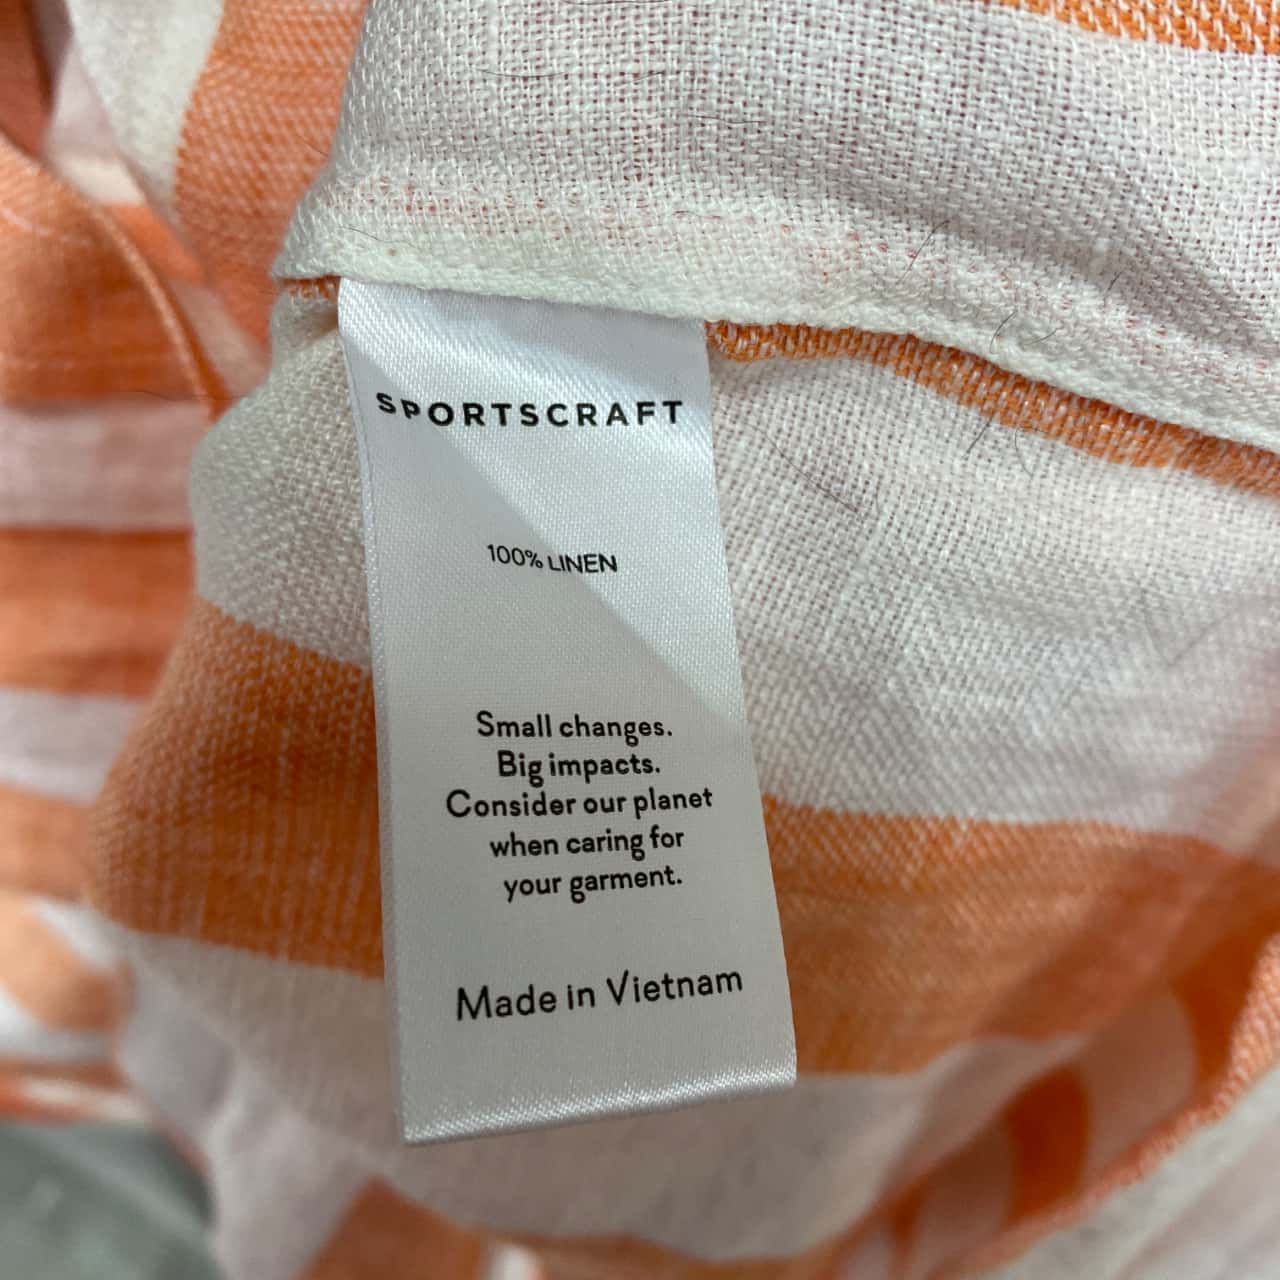 SPORTSCRAFT
100% LINEN
Small changes.
Big impacts.
Consider our planet
when caring for
your garment.
Made in Vietnam